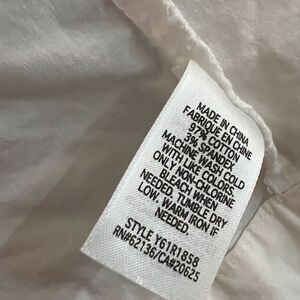 MADE IN CHINA
FABRIQUE EN CHINE
97% COTTON
3% SPANDEX
MACHINE WASH COLD
WITH LIKE COLORS.
ONLY NON-CHLORINE
BLEACH WHEN
NEEDED. TUMBLE DRY
LOW. WARM IRON IF
NEEDED.
STYLE Y61R1858
RN#62136/CA#20625